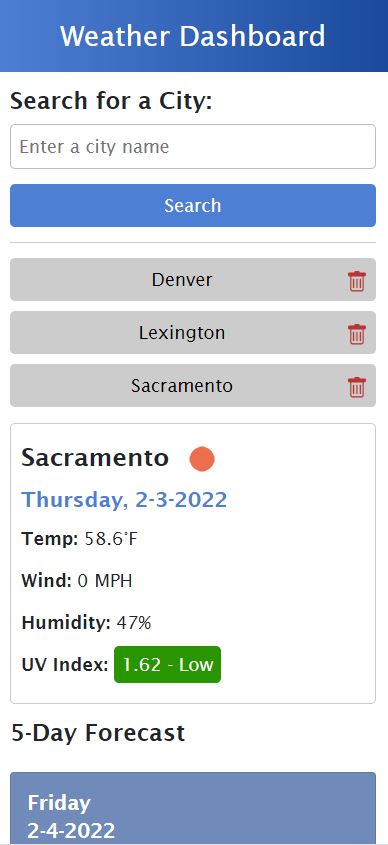 Weather Dashboard
Search for a City:
Enter a city name
Search
Denver
Lexington
Sacramento
Sacramento
Thursday, 2-3-2022
Temp: 58.6°F
Wind: 0 MPH
Humidity: 47%
UV Index: 1.62 - Low
5-Day Forecast
Friday
2-4-2022